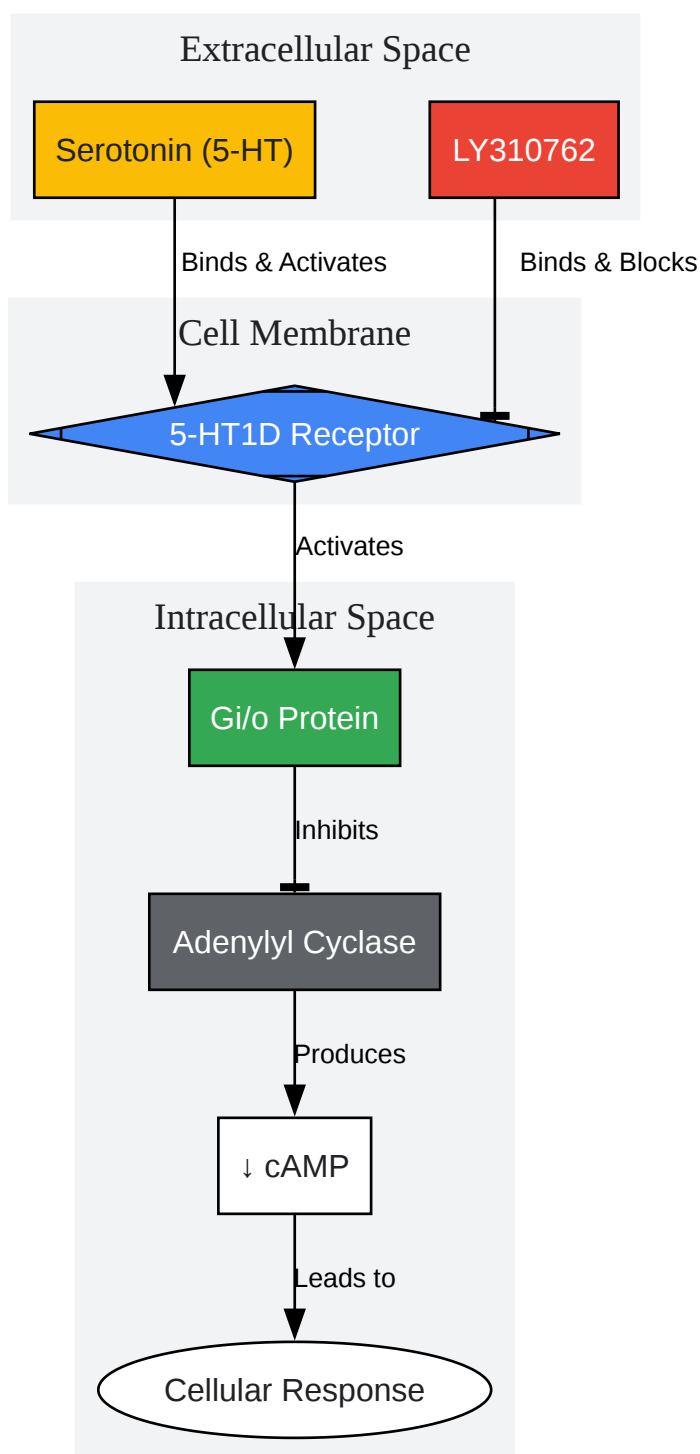 Extracellular Space
Serotonin (5-HT)
LY310762
Binds & Activates
Binds & Blocks
Cell Membrane
5-HT1D Receptor
Activates
Intracellular Space
Gi/o Protein
Inhibits
Adenylyl Cyclase
Produces
↓ cAMP
Leads to
Cellular Response